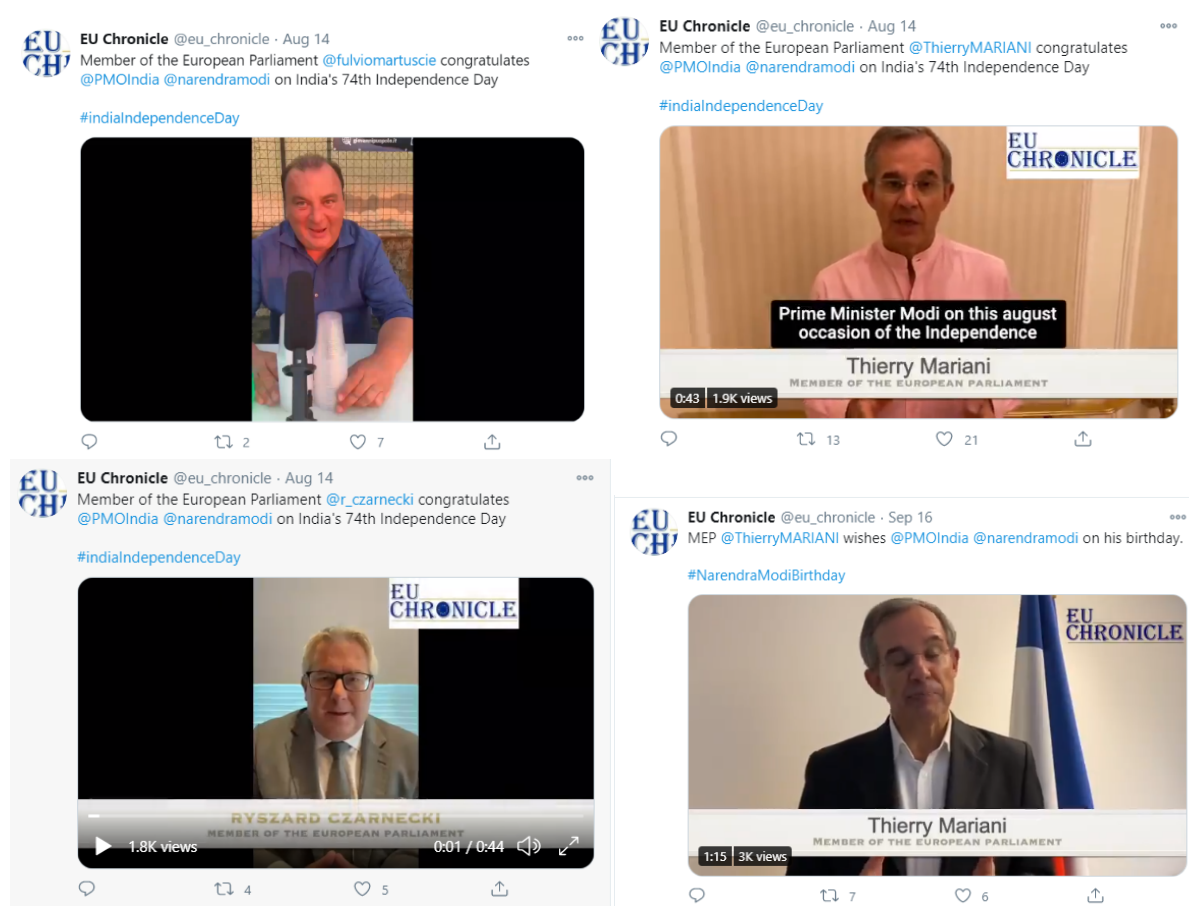 EU Chronicle @eu_chronicle · Aug 14
Member of the European Parliament @fulviomartuscie congratulates
@PMOIndia @narendramodi on India's 74th Independence Day
#indiaIndependenceDay
2 7
EU Chronicle @eu_chronicle · Aug 14
Member of the European Parliament @ThierryMARIANI congratulates
@PMOIndia @narendramodi on India's 74th Independence Day
#indiaIndependenceDay
EU
CHRONICLE
Prime Minister Modi on this august
occasion of the Independence
Thierry Mariani
MEMBER OF THE EUROPEAN PARLIAMENT
0:43 1.9K views
13 21
EU Chronicle @eu_chronicle · Aug 14
Member of the European Parliament @r_czarnecki congratulates
@PMOIndia @narendramodi on India's 74th Independence Day
#indiaIndependenceDay
EU
CHRONICLE
RYSZARD CZARNECKI
MEMBER OF THE EUROPEAN PARLIAMENT
1.8K views 0:01 / 0:44
4 5
EU Chronicle @eu_chronicle · Sep 16
MEP @ThierryMARIANI wishes @PMOIndia @narendramodi on his birthday.
#NarendraModiBirthday
EU
CHRONICLE
Thierry Mariani
MEMBER OF THE EUROPEAN PARLIAMENT
1:15 3K views
7 6